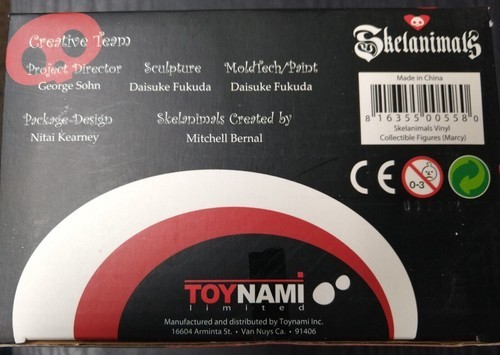 Creative Team
Skelanimals
Project Director
George Sohn
Sculpture
Daisuke Fukuda
MoldTech/Paint
Daisuke Fukuda
Package-Design
Nitai Kearney
Skelanimals Created by
Mitchell Bernal
Made in China
8 16355 00558 0
Skelanimals Vinyl
Collectible Figures (Marcy)
CE
0-3
TOYNAMI
limited
Manufactured and distributed by Toynami Inc.
16604 Arminta St. • Van Nuys Ca. • 91406